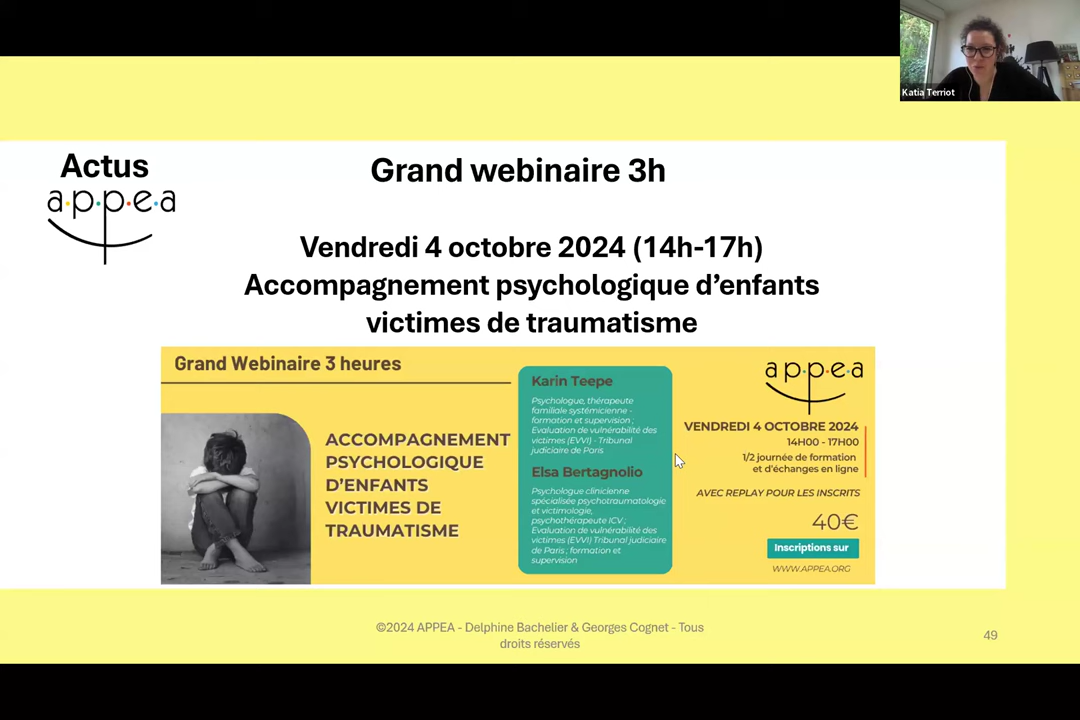 Katia Terriot
Actus
a·p·p·e·a
Grand webinaire 3h
Vendredi 4 octobre 2024 (14h-17h)
Accompagnement psychologique d’enfants
victimes de traumatisme
Grand Webinaire 3 heures
ACCOMPAGNEMENT
PSYCHOLOGIQUE
D’ENFANTS
VICTIMES DE
TRAUMATISME
Karin Teepe
Psychologue, thérapeute
familiale systémicienne -
formation et supervision ;
Evaluation de vulnérabilité des
victimes (EVVI) - Tribunal
judiciaire de Paris
Elsa Bertagnolio
Psychologue clinicienne
spécialisée psychotraumatologie
et victimologie,
psychothérapeute ICV ;
Evaluation de vulnérabilité des
victimes (EVVI) Tribunal judiciaire
de Paris ; formation et
supervision
a·p·p·e·a
VENDREDI 4 OCTOBRE 2024
14H00 - 17H00
1/2 journée de formation
et d'échanges en ligne
AVEC REPLAY POUR LES INSCRITS
40€
Inscriptions sur
WWW.APPEA.ORG
©2024 APPEA - Delphine Bachelier & Georges Cognet - Tous
droits réservés
49